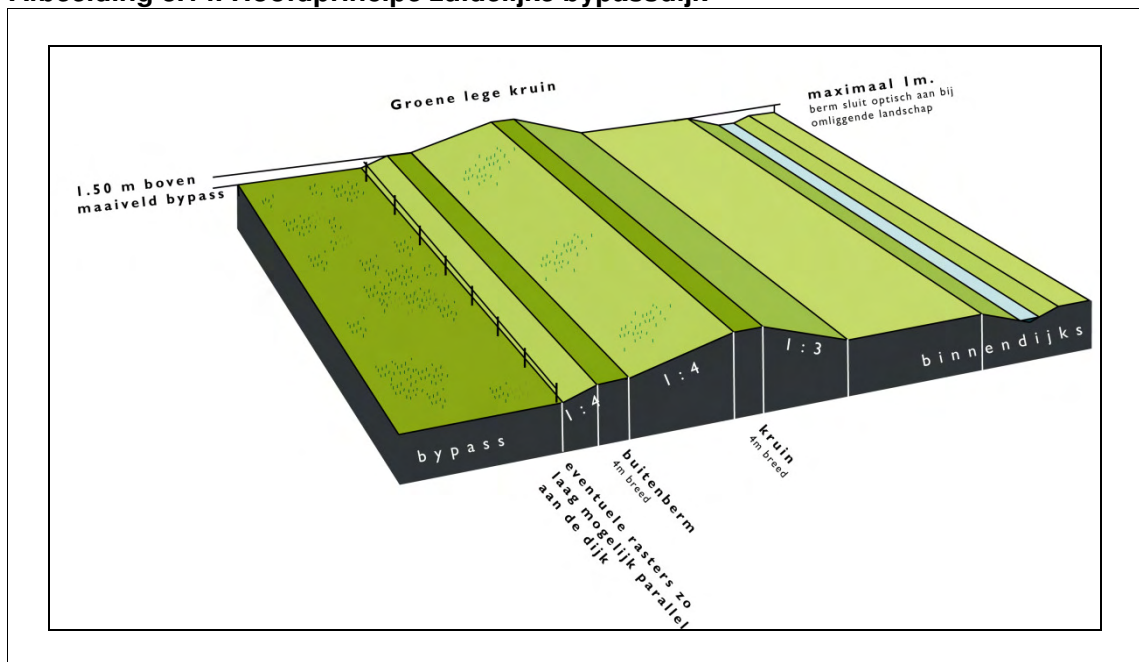 Groene lege kruin
maximaal 1m.
berm sluit optisch aan bij
omliggende landschap
1.50 m boven
maaiveld bypass
bypass
1:4
1:4
1:3
binnendijks
eventuele rasters zo
laag mogelijk parallel
aan de dijk
buitenberm
4m breed
kruin
4m breed